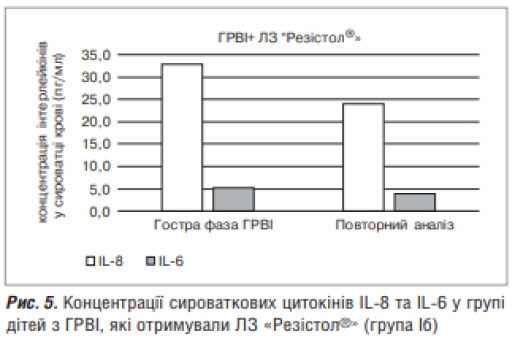 ГРВІ+ ЛЗ "Резістол®»
концентрація інтерлейкінів
у сироватці крові (пг/мл)
35,0
30,0
25,0
20,0
15,0
10,0
5,0
0,0
Гостра фаза ГРВІ
Повторний аналіз
IL-8
IL-6
Рис. 5. Концентрації сироваткових цитокінів IL-8 та IL-6 у групі
дітей з ГРВІ, які отримували ЛЗ «Резістол®» (група Іб)